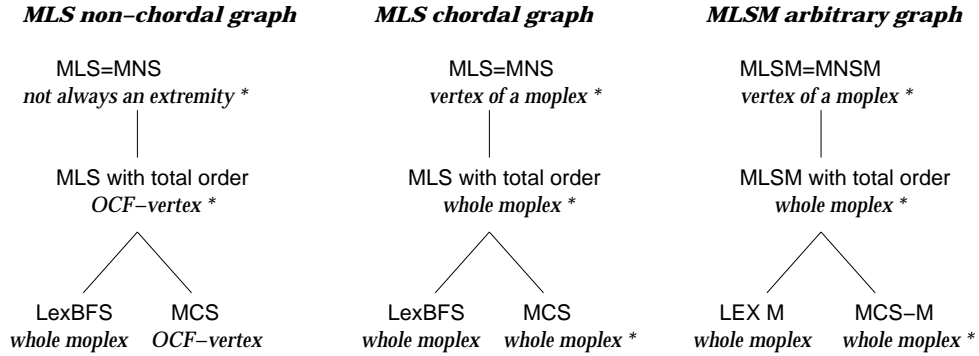 MLS non–chordal graph
MLS chordal graph
MLSM arbitrary graph
MLS=MNS
MLS=MNS
MLSM=MNSM
not always an extremity *
vertex of a moplex *
vertex of a moplex *
MLS with total order
MLS with total order
MLSM with total order
OCF–vertex *
whole moplex *
whole moplex *
LexBFS
MCS
LexBFS
MCS
LEX M
MCS–M
whole moplex
OCF–vertex
whole moplex
whole moplex *
whole moplex
whole moplex *